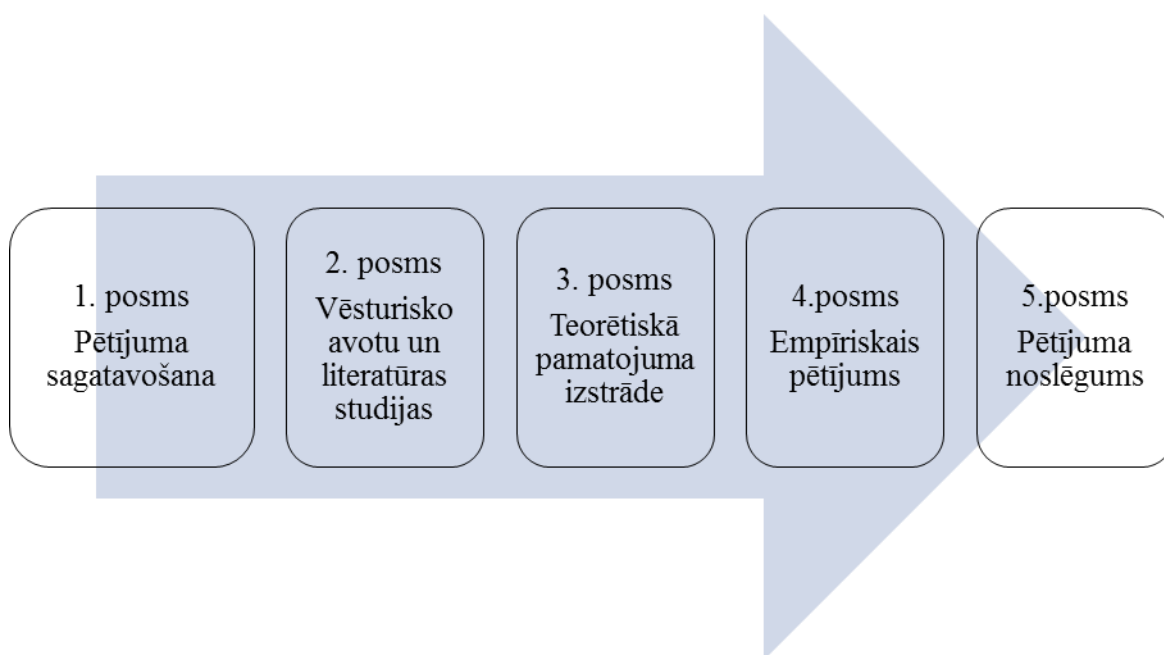 1. posms
Pētījuma
sagatavošana
2. posms
Vēsturisko
avotu un
literatūras
studijas
3. posms
Teorētiskā
pamatojuma
izstrāde
4.posms
Empīriskais
pētījums
5.posms
Pētījuma
noslēgums